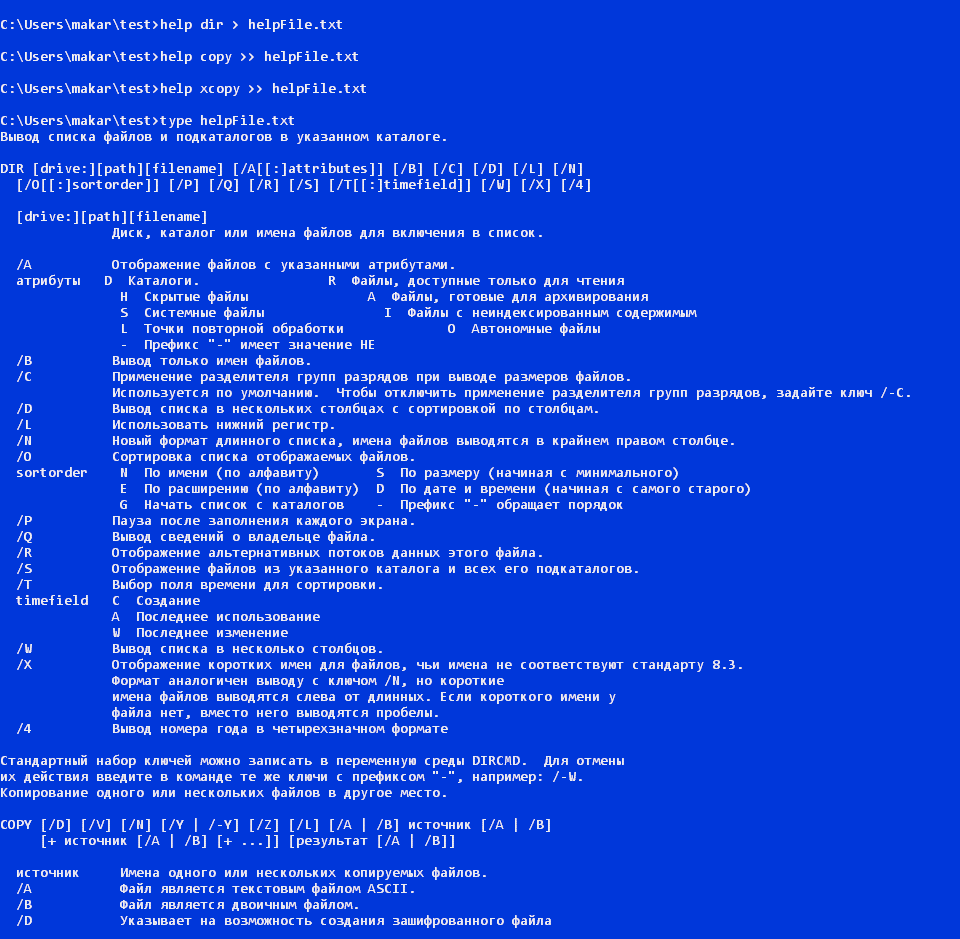 C:\Users\makar\test>help dir > helpFile.txt
C:\Users\makar\test>help copy >> helpFile.txt
C:\Users\makar\test>help xcopy >> helpFile.txt
C:\Users\makar\test>type helpFile.txt
Вывод списка файлов и подкаталогов в указанном каталоге.
DIR [drive:][path][filename] [/A[[:]attributes]] [/B] [/C] [/D] [/L] [/N]
[/O[[:]sortorder]] [/P] [/Q] [/R] [/S] [/T[[:]timefield]] [/W] [/X] [/4]
[drive:][path][filename]
Диск, каталог или имена файлов для включения в список.
/A Отображение файлов с указанными атрибутами.
атрибуты D Каталоги. R Файлы, доступные только для чтения
H Скрытые файлы A Файлы, готовые для архивирования
S Системные файлы I Файлы с неиндексированным содержимым
L Точки повторной обработки O Автономные файлы
- Префикс "-" имеет значение НЕ
/B Вывод только имен файлов.
/C Применение разделителя групп разрядов при выводе размеров файлов.
Используется по умолчанию. Чтобы отключить применение разделителя групп разрядов, задайте ключ /-C.
/D Вывод списка в нескольких столбцах с сортировкой по столбцам.
/L Использовать нижний регистр.
/N Новый формат длинного списка, имена файлов выводятся в крайнем правом столбце.
/O Сортировка списка отображаемых файлов.
sortorder N По имени (по алфавиту) S По размеру (начиная с минимального)
E По расширению (по алфавиту) D По дате и времени (начиная с самого старого)
G Начать список с каталогов - Префикс "-" обращает порядок
/P Пауза после заполнения каждого экрана.
/Q Вывод сведений о владельце файла.
/R Отображение альтернативных потоков данных этого файла.
/S Отображение файлов из указанного каталога и всех его подкаталогов.
/T Выбор поля времени для сортировки.
timefield C Создание
A Последнее использование
W Последнее изменение
/W Вывод списка в несколько столбцов.
/X Отображение коротких имен для файлов, чьи имена не соответствуют стандарту 8.3.
Формат аналогичен выводу с ключом /N, но короткие
имена файлов выводятся слева от длинных. Если короткого имени у
файла нет, вместо него выводятся пробелы.
/4 Вывод номера года в четырехзначном формате
Стандартный набор ключей можно записать в переменную среды DIRCMD. Для отмены
их действия введите в команде те же ключи с префиксом "-", например: /-W.
Копирование одного или нескольких файлов в другое место.
COPY [/D] [/V] [/N] [/Y | /-Y] [/Z] [/L] [/A | /B] источник [/A | /B]
[+ источник [/A | /B] [+ ...]] [результат [/A | /B]]
источник Имена одного или нескольких копируемых файлов.
/A Файл является текстовым файлом ASCII.
/B Файл является двоичным файлом.
/D Указывает на возможность создания зашифрованного файла